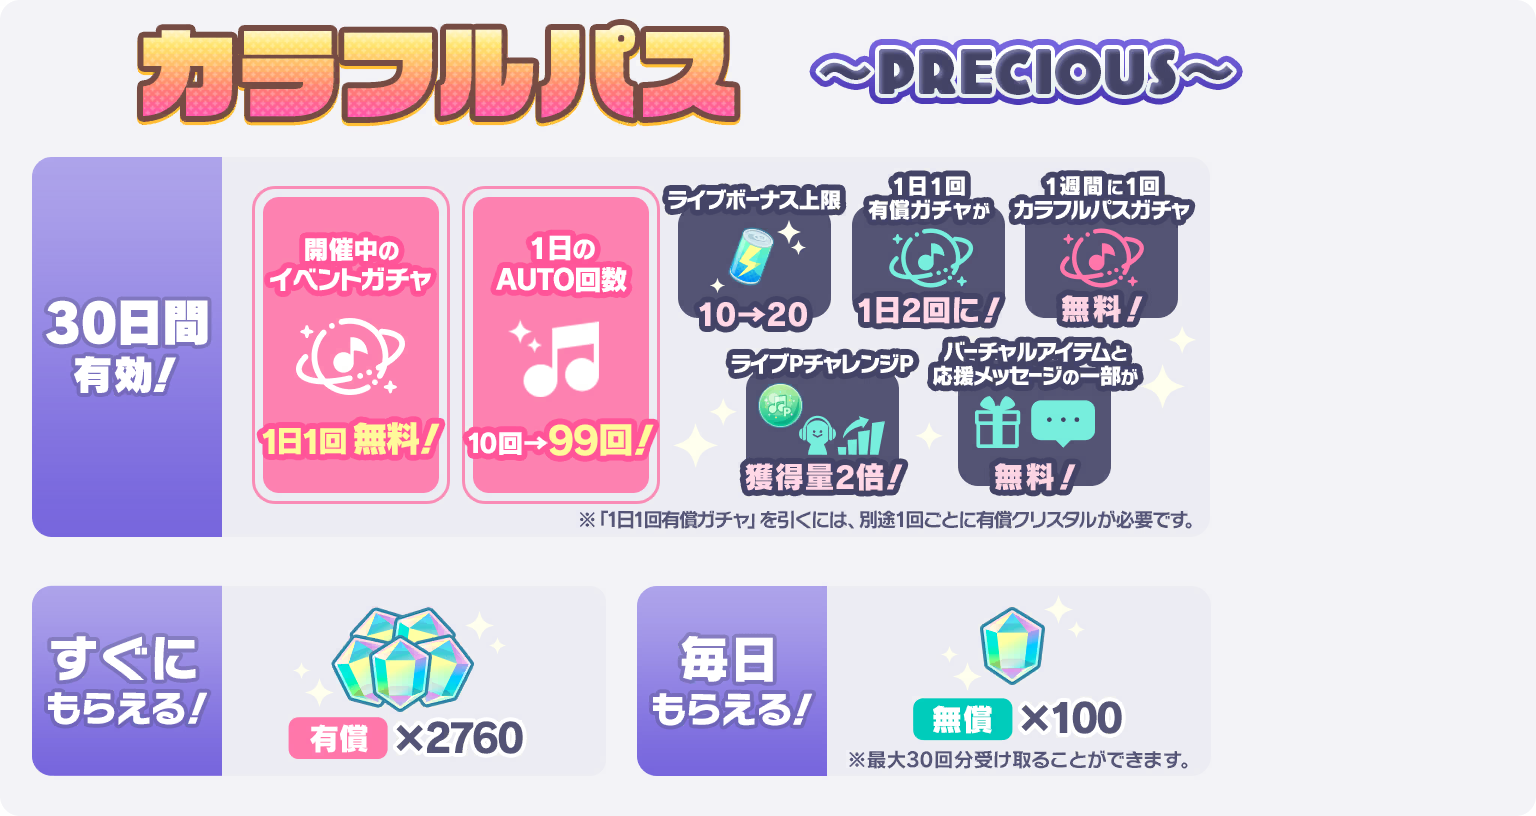 カラフルパス
～PRECIOUS～
30日間
有効!
開催中の
イベントガチャ
1日1回 無料!
1日の
AUTO回数
10回→99回!
ライブボーナス上限
10→20
1日1回
有償ガチャが
1日2回に!
1週間に1回
カラフルパスガチャ
無料!
ライブPチャレンジP
P
獲得量2倍!
バーチャルアイテムと
応援メッセージの一部が
無料!
※「1日1回有償ガチャ」を引くには、別途1回ごとに有償クリスタルが必要です。
すぐに
もらえる!
有償 ×2760
毎日
もらえる!
無償 ×100
※最大30回分受け取ることができます。